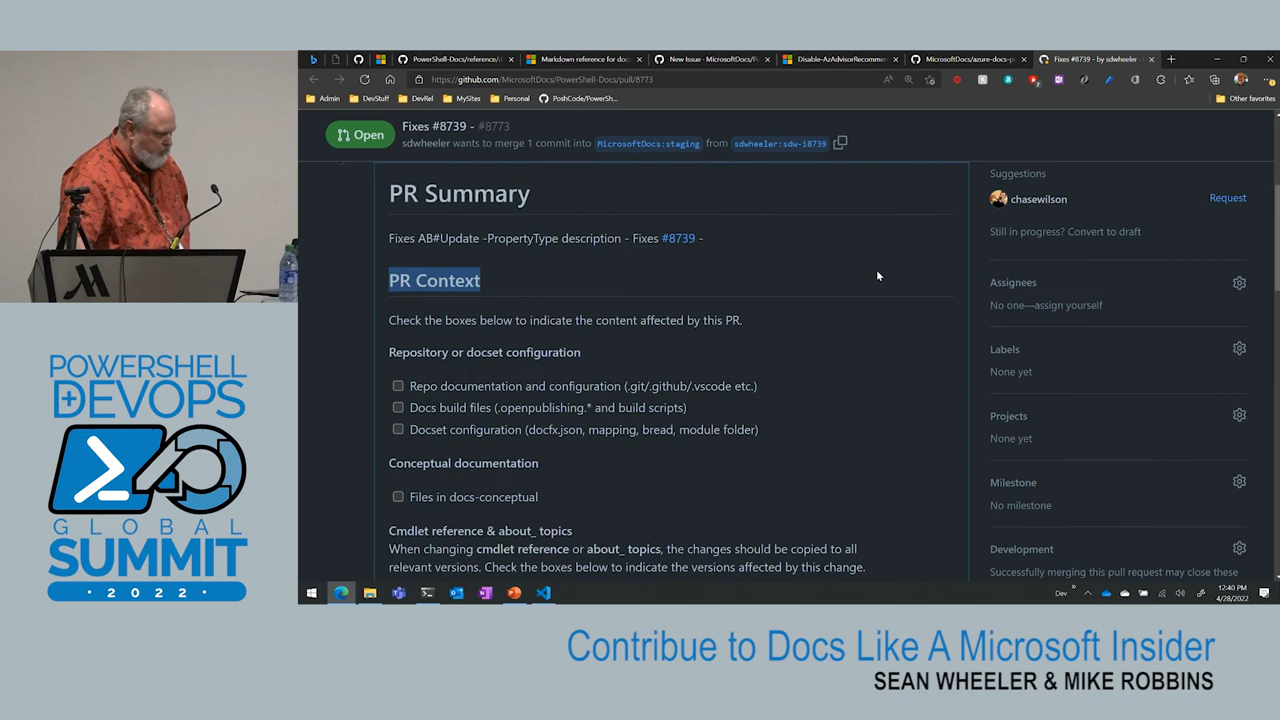 PowerShell-Docs/reference/d
Markdown reference for doc
New Issue · MicrosoftDocs/P
Disable-AzAdvisorRecomme
MicrosoftDocs/azure-docs-p
Fixes #8739 - by sdwheeler
https://github.com/MicrosoftDocs/PowerShell-Docs/pull/8773
Admin
DevStuff
DevRel
MySites
Personal
PoshCode/PowerSh...
Other favorites
Open
Fixes #8739 - #8773
sdwheeler wants to merge 1 commit into MicrosoftDocs:staging from sdwheeler:sdw-i8739
PR Summary
Fixes AB#Update -PropertyType description - Fixes #8739 -
PR Context
Check the boxes below to indicate the content affected by this PR.
Repository or docset configuration
Repo documentation and configuration (.git/.github/.vscode etc.)
Docs build files (.openpublishing.* and build scripts)
Docset configuration (docfx.json, mapping, bread, module folder)
Conceptual documentation
Files in docs-conceptual
Cmdlet reference & about_ topics
When changing cmdlet reference or about_ topics, the changes should be copied to all
relevant versions. Check the boxes below to indicate the versions affected by this change.
Suggestions
chasewilson
Request
Still in progress? Convert to draft
Assignees
No one—assign yourself
Labels
None yet
Projects
None yet
Milestone
No milestone
Development
Successfully merging this pull request may close these
Dev
12:40 PM
4/28/2022
POWERSHELL
+ DEVOPS
GLOBAL
SUMMIT
· 2022 ·
Contribue to Docs Like A Microsoft Insider
SEAN WHEELER & MIKE ROBBINS